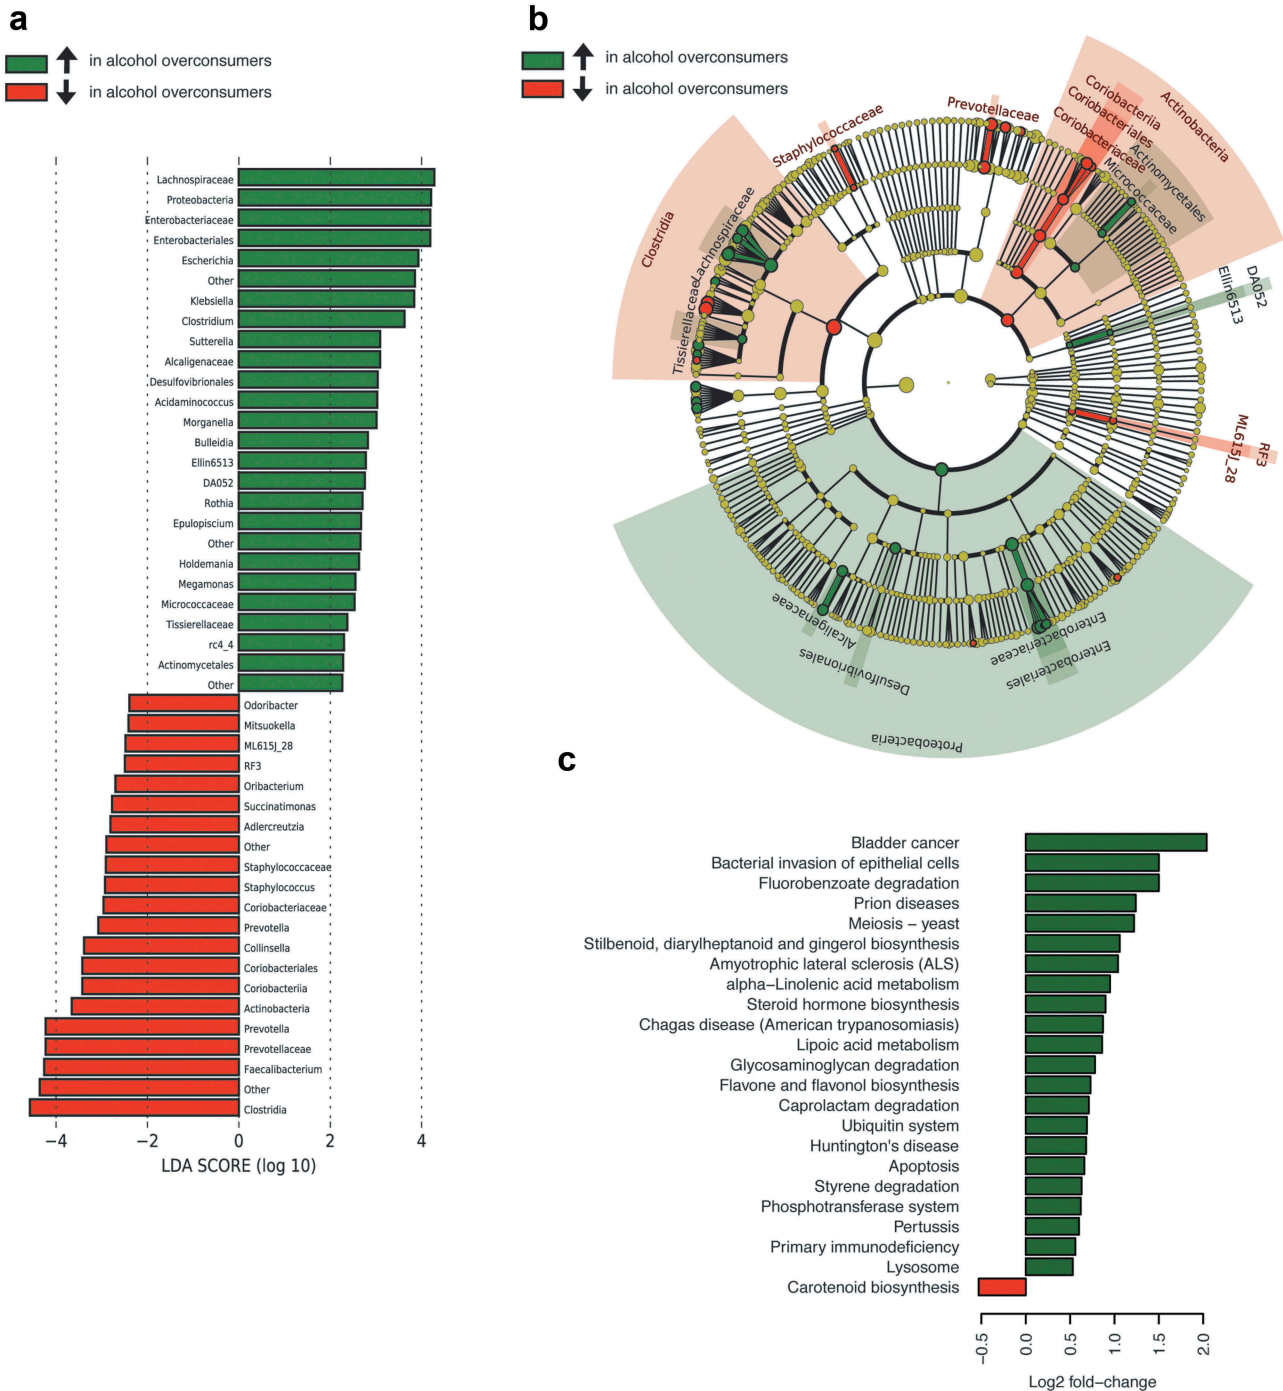 a
in alcohol overconsumers
in alcohol overconsumers
Lachnospiraceae
Proteobacteria
Enterobacteriaceae
Enterobacteriales
Escherichia
Other
Klebsiella
Clostridium
Sutterella
Alcaligenaceae
Desulfovibrionales
Acidaminococcus
Morganella
Bulleidia
Ellin6513
DA052
Rothia
Epulopiscium
Other
Holdemania
Megamonas
Micrococcaceae
Tissierellaceae
rc4_4
Actinomycetales
Other
Odoribacter
Mitsuokella
ML615J_28
RF3
Oribacterium
Succinatimonas
Adlercreutzia
Other
Staphylococcaceae
Staphylococcus
Coriobacteriaceae
Prevotella
Collinsella
Coriobacteriales
Coriobacteriia
Actinobacteria
Prevotella
Prevotellaceae
Faecalibacterium
Other
Clostridia
−4 −2 0 2 4
LDA SCORE (log 10)
b
in alcohol overconsumers
in alcohol overconsumers
Clostridia
Tissierellaceae
Lachnospiraceae
Staphylococcaceae
Prevotellaceae
Coriobacteriia
Coriobacteriales
Coriobacteriaceae
Actinobacteria
Actinomycetales
Micrococcaceae
DA052
Ellin6513
RF3
ML615J_28
Enterobacteriaceae
Enterobacteriales
Alcaligenaceae
Desulfovibrionales
Proteobacteria
c
Bladder cancer
Bacterial invasion of epithelial cells
Fluorobenzoate degradation
Prion diseases
Meiosis − yeast
Stilbenoid, diarylheptanoid and gingerol biosynthesis
Amyotrophic lateral sclerosis (ALS)
alpha−Linolenic acid metabolism
Steroid hormone biosynthesis
Chagas disease (American trypanosomiasis)
Lipoic acid metabolism
Glycosaminoglycan degradation
Flavone and flavonol biosynthesis
Caprolactam degradation
Ubiquitin system
Huntington's disease
Apoptosis
Styrene degradation
Phosphotransferase system
Pertussis
Primary immunodeficiency
Lysosome
Carotenoid biosynthesis
−0.5 0.0 0.5 1.0 1.5 2.0
Log2 fold−change